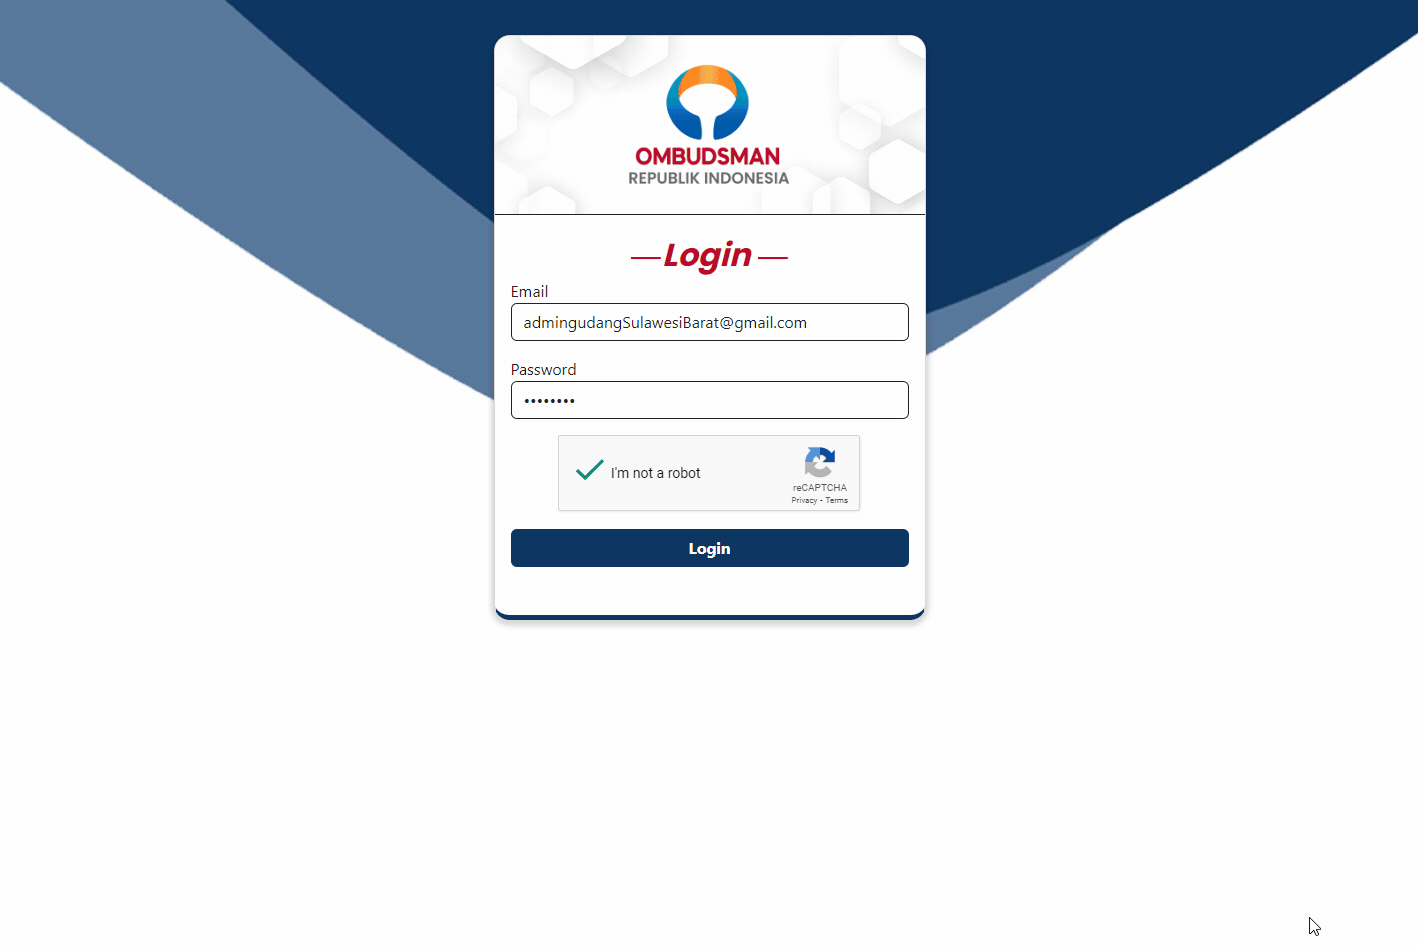 OMBUDSMAN
REPUBLIK INDONESIA
Login
Email
admingudangSulawesiBarat@gmail.com
Password
••••••••
I'm not a robot
reCAPTCHA
Privacy - Terms
Login